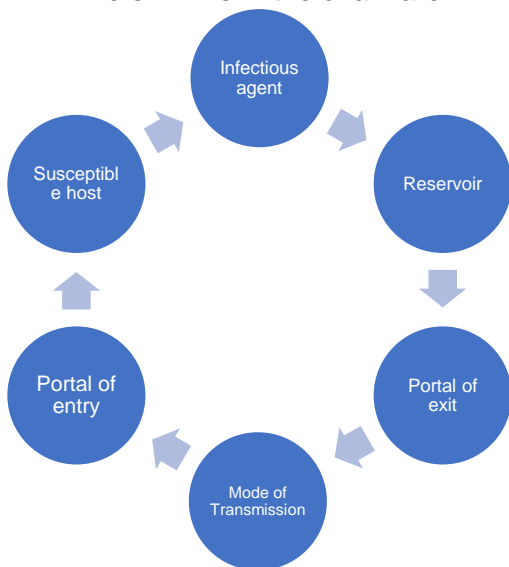 Infectious
agent
Reservoir
Portal of
exit
Mode of
Transmission
Portal of
entry
Susceptibl
e host